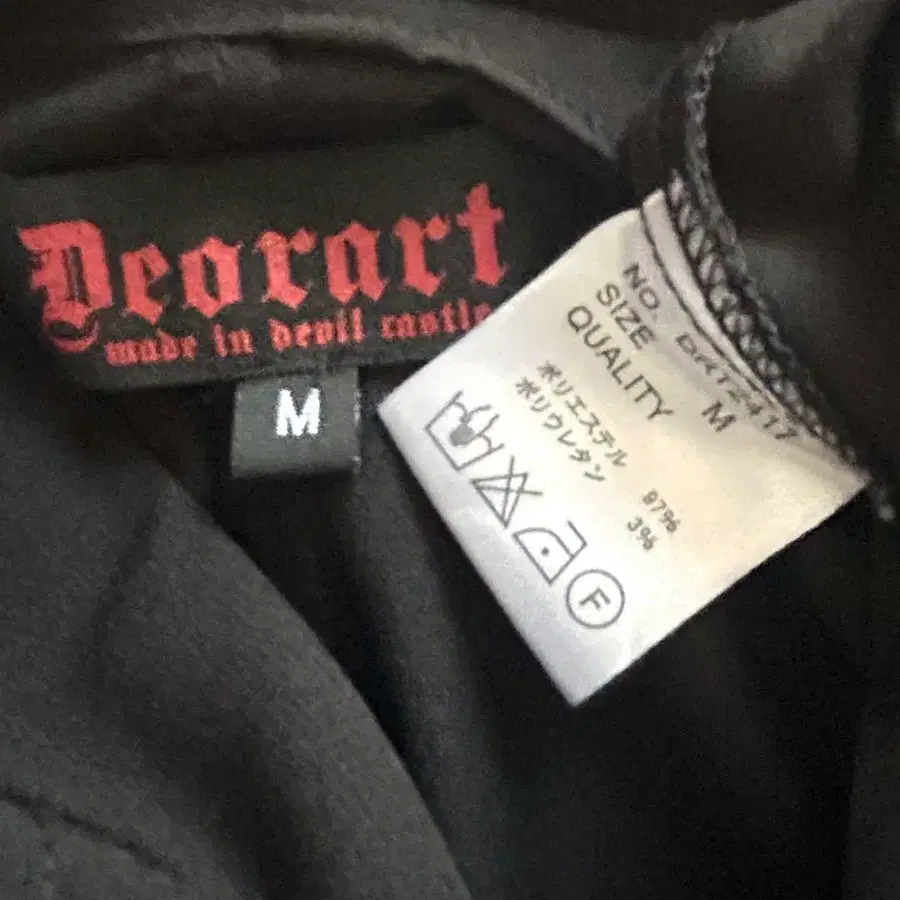 Deorart
made in devil castle
M
NO. DRT2417
SIZE M
QUALITY
ポリエステル 97%
ポリウレタン 3%
F